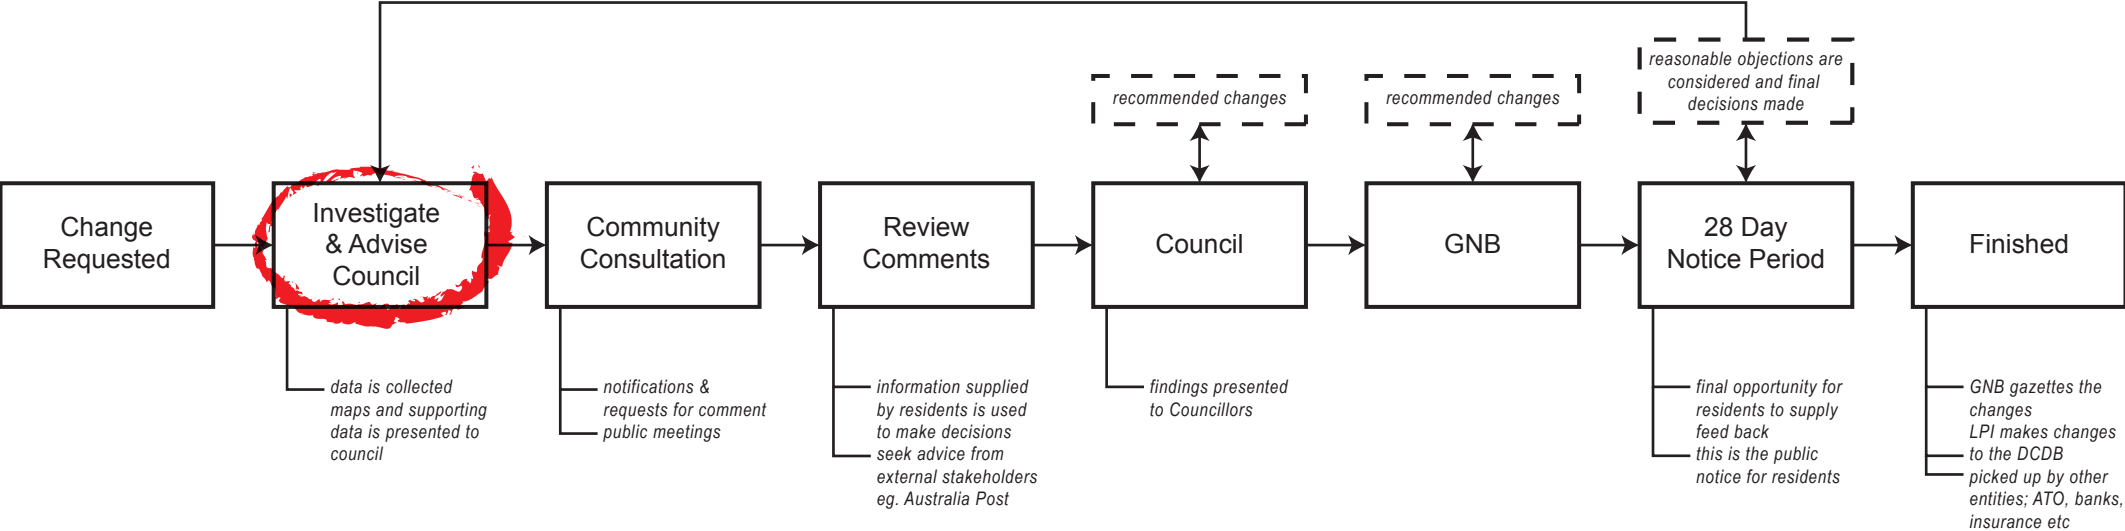 reasonable objections are
considered and final
decisions made
recommended changes
recommended changes
Change
Requested
Investigate
& Advise
Council
Community
Consultation
Review
Comments
Council
GNB
28 Day
Notice Period
Finished
data is collected
maps and supporting
data is presented to
council
notifications &
requests for comment
public meetings
information supplied
by residents is used
to make decisions
seek advice from
external stakeholders
eg. Australia Post
findings presented
to Councillors
final opportunity for
residents to supply
feed back
this is the public
notice for residents
GNB gazettes the
changes
LPI makes changes
to the DCDB
picked up by other
entities; ATO, banks,
insurance etc